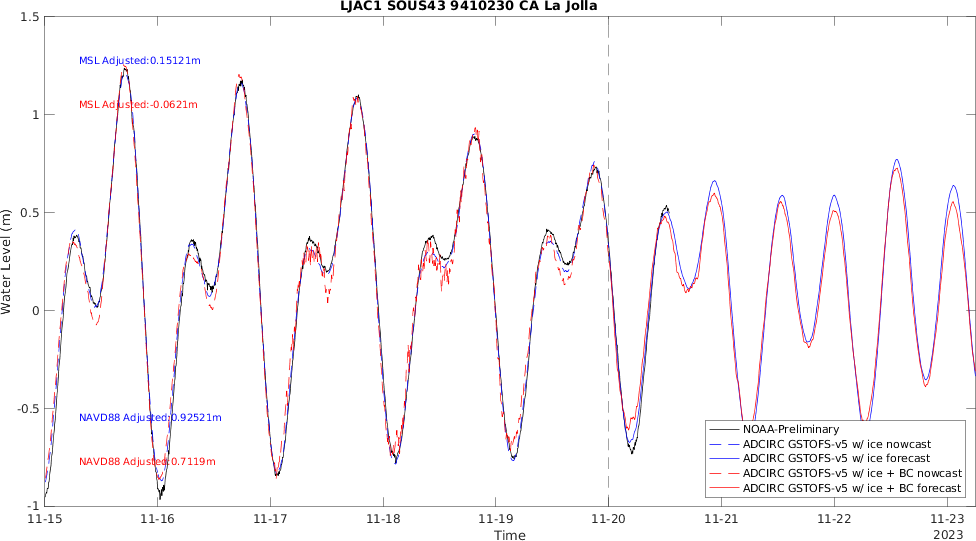 LJAC1 SOUS43 9410230 CA La Jolla
1.5
MSL Adjusted:0.15121m
MSL Adjusted:-0.0621m
1
0.5
Water Level (m)
0
-0.5
NAVD88 Adjusted:0.92521m
NAVD88 Adjusted:0.7119m
NOAA-Preliminary
ADCIRC GSTOFS-v5 w/ ice nowcast
ADCIRC GSTOFS-v5 w/ ice forecast
ADCIRC GSTOFS-v5 w/ ice + BC nowcast
ADCIRC GSTOFS-v5 w/ ice + BC forecast
-1
11-15 11-16 11-17 11-18 11-19 11-20 11-21 11-22 11-23
Time 2023